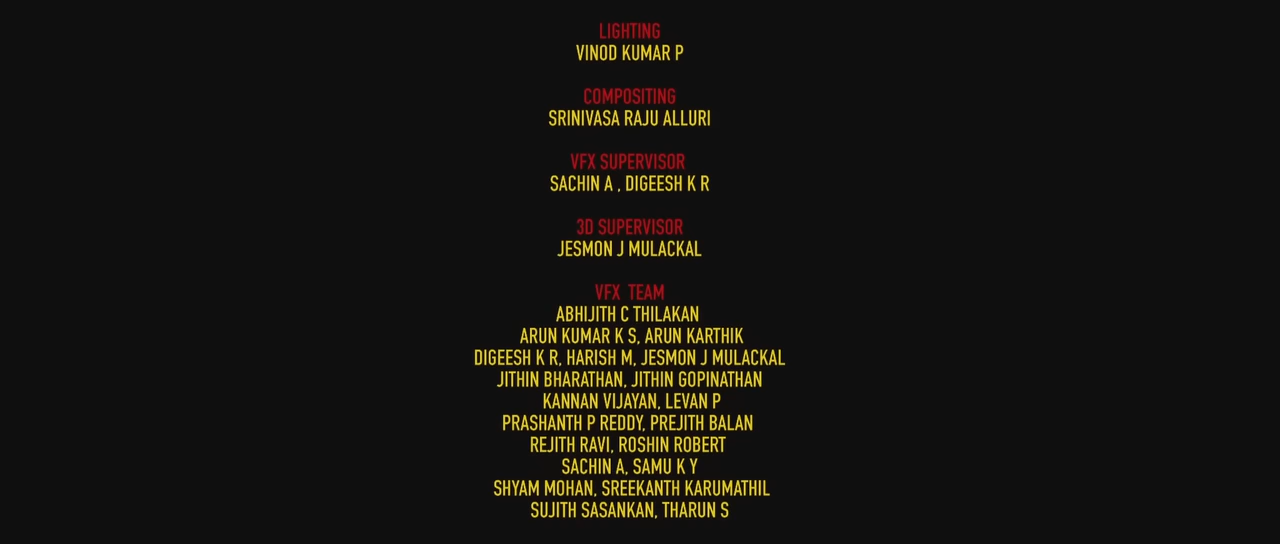 LIGHTING
VINOD KUMAR P
COMPOSITING
SRINIVASA RAJU ALLURI
VFX SUPERVISOR
SACHIN A , DIGEESH K R
3D SUPERVISOR
JESMON J MULACKAL
VFX TEAM
ABHIJITH C THILAKAN
ARUN KUMAR K S, ARUN KARTHIK
DIGEESH K R, HARISH M, JESMON J MULACKAL
JITHIN BHARATHAN, JITHIN GOPINATHAN
KANNAN VIJAYAN, LEVAN P
PRASHANTH P REDDY, PREJITH BALAN
REJITH RAVI, ROSHIN ROBERT
SACHIN A, SAMU K Y
SHYAM MOHAN, SREEKANTH KARUMATHIL
SUJITH SASANKAN, THARUN S